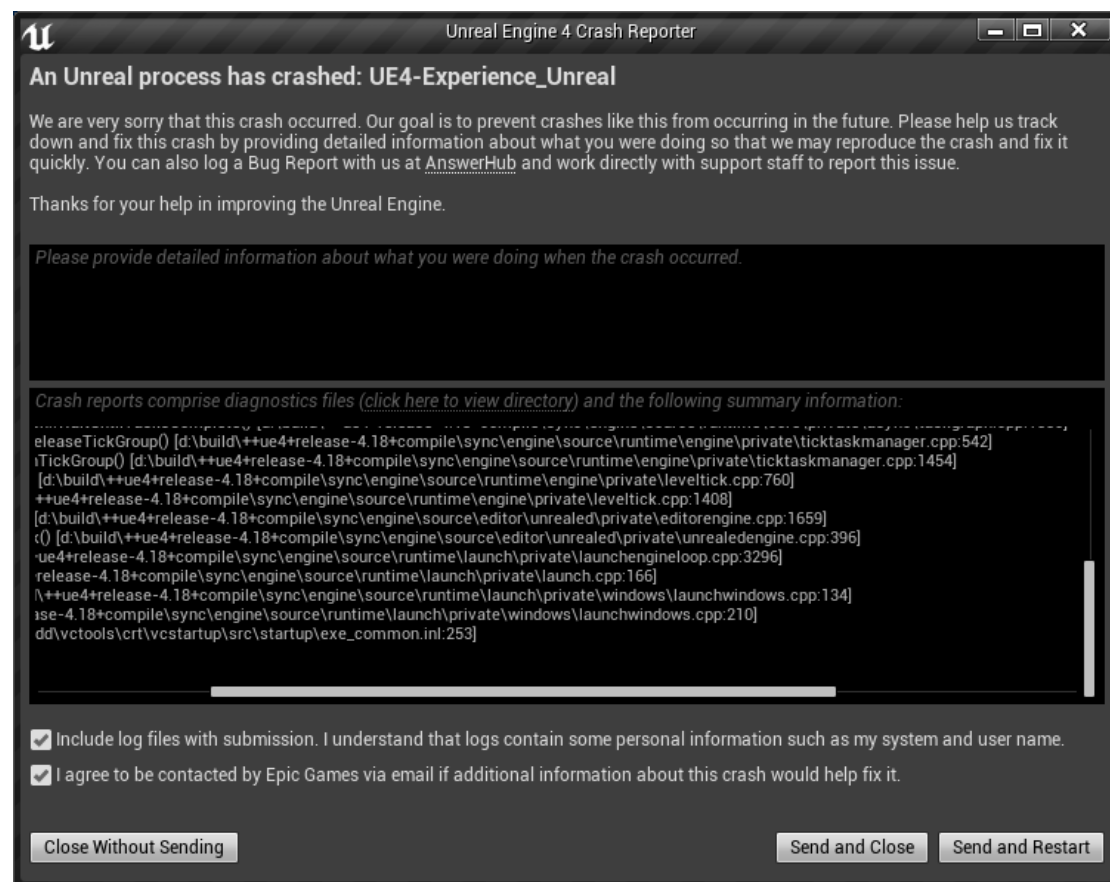 Unreal Engine 4 Crash Reporter
An Unreal process has crashed: UE4-Experience_Unreal
We are very sorry that this crash occurred. Our goal is to prevent crashes like this from occurring in the future. Please help us track
down and fix this crash by providing detailed information about what you were doing so that we may reproduce the crash and fix it
quickly. You can also log a Bug Report with us at AnswerHub and work directly with support staff to report this issue.
Thanks for your help in improving the Unreal Engine.
Please provide detailed information about what you were doing when the crash occurred.
Crash reports comprise diagnostics files (click here to view directory) and the following summary information:
eleaseTickGroup() [d:\build\++ue4+release-4.18+compile\sync\engine\source\runtime\engine\private\ticktaskmanager.cpp:542]
TickGroup() [d:\build\++ue4+release-4.18+compile\sync\engine\source\runtime\engine\private\ticktaskmanager.cpp:1454]
[d:\build\++ue4+release-4.18+compile\sync\engine\source\runtime\engine\private\leveltick.cpp:760]
++ue4+release-4.18+compile\sync\engine\source\runtime\engine\private\leveltick.cpp:1408]
[d:\build\++ue4+release-4.18+compile\sync\engine\source\editor\unrealed\private\editorengine.cpp:1659]
() [d:\build\++ue4+release-4.18+compile\sync\engine\source\editor\unrealed\private\unrealedengine.cpp:396]
ue4+release-4.18+compile\sync\engine\source\runtime\launch\private\launchengineloop.cpp:3296]
release-4.18+compile\sync\engine\source\runtime\launch\private\launch.cpp:166]
\++ue4+release-4.18+compile\sync\engine\source\runtime\launch\private\windows\launchwindows.cpp:134]
ase-4.18+compile\sync\engine\source\runtime\launch\private\windows\launchwindows.cpp:210]
dd\vctools\crt\vcstartup\src\startup\exe_common.inl:253]
Include log files with submission. I understand that logs contain some personal information such as my system and user name.
I agree to be contacted by Epic Games via email if additional information about this crash would help fix it.
Close Without Sending
Send and Close
Send and Restart